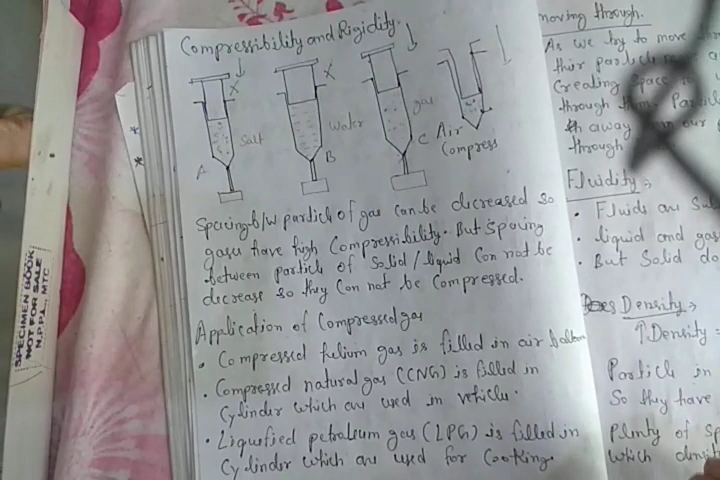 Compressibility and Rigidity.
x
x
Salt
Water
gas
A
B
C
Air
Compress
Spacing b/w particle of gas can be decreased so
gases have high Compressibility. But Spacing
between particle of Solid / liquid Can not be
decrease so they Can not be Compressed.
Application of Compressed gas
• Compressed helium gas is filled in air balloon
• Compressed natural gas (CNG) is filled in
Cylinder which are used in vehicle.
• Liquefied petroleum gas (LPG) is filled in
Cylinder which are used for Cooking.
moving through.
As we try to move
their particle
Creating Space
through
away our
through
Fluidity
• Fluids are
• liquid and gas
• But Solid do
Density
↑ Density =
Particle in
So they have
Plenty of
which
SPECIMEN BOOK
NOT FOR SALE